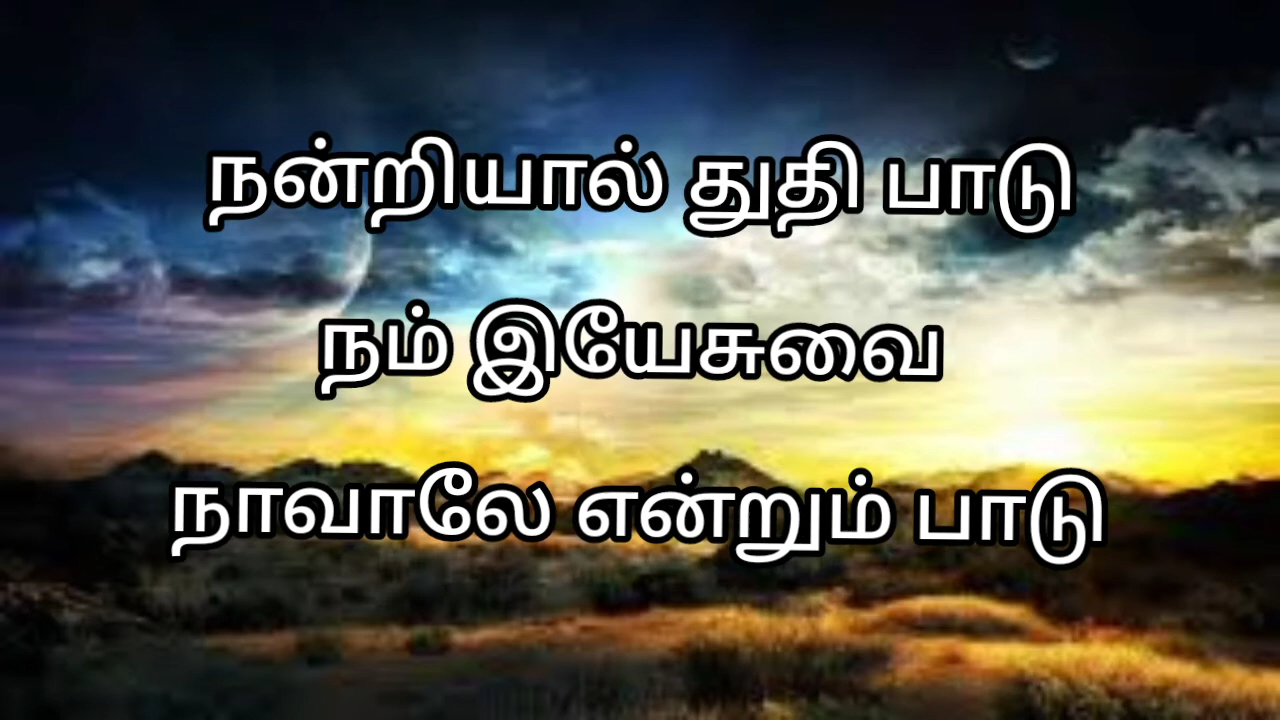 நன்றியால் துதி பாடு
நம் இயேசுவை
நாவாலே என்றும் பாடு